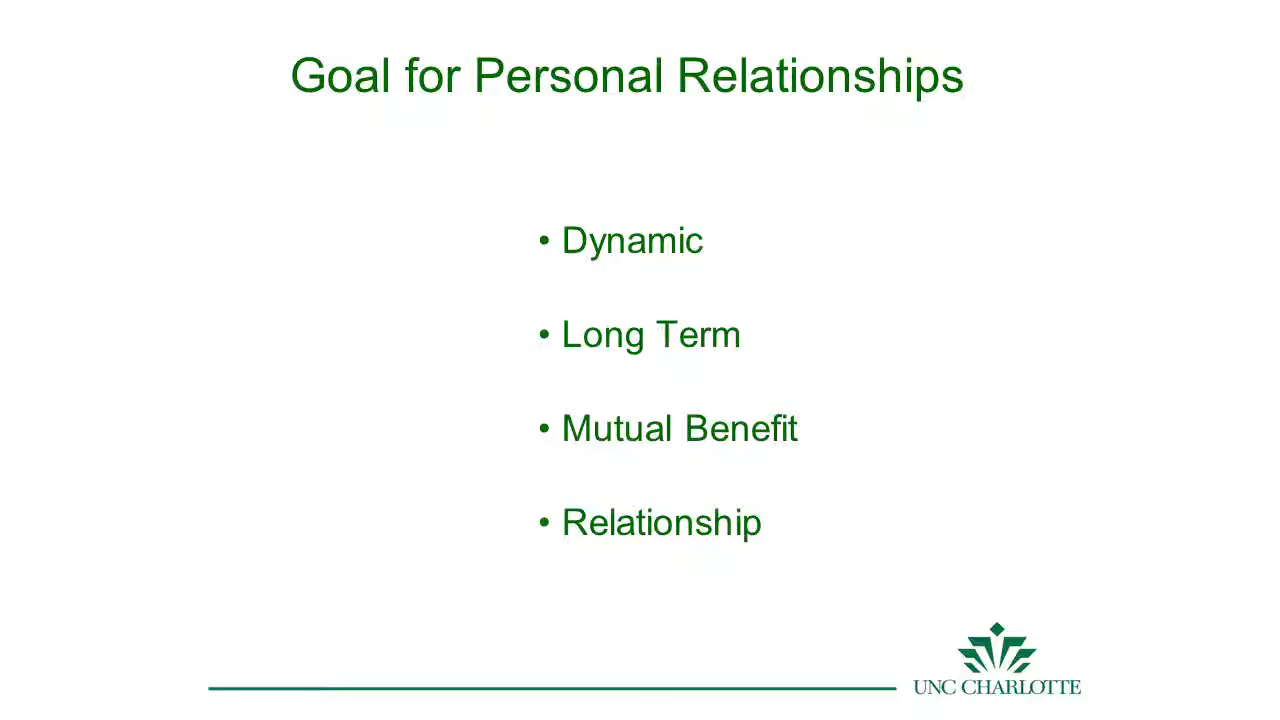 Goal for Personal Relationships
• Dynamic
• Long Term
• Mutual Benefit
• Relationship
UNC CHARLOTTE